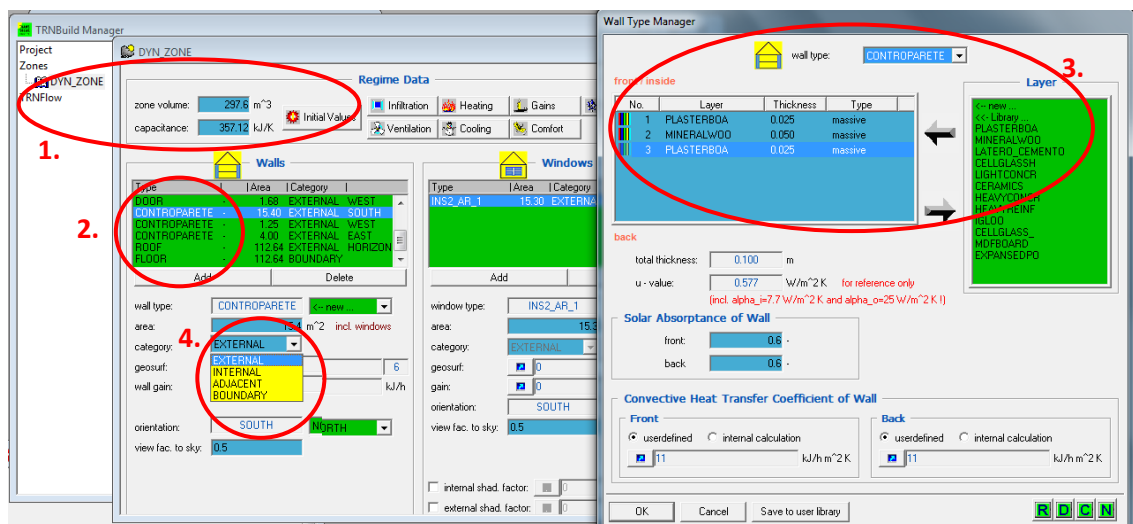 TRNBuild Manager
Project
Zones
DYN_ZONE
TRNFlow
DYN_ZONE
Regime Data
zone volume: 297.6 m^3
capacitance: 357.12 kJ/K
Initial Values
Infiltration
Heating
Gains
Ventilation
Cooling
Comfort
1.
Walls
Type Area Category
DOOR - 1.68 EXTERNAL WEST
CONTROPARETE - 15.40 EXTERNAL SOUTH
CONTROPARETE - 1.25 EXTERNAL WEST
CONTROPARETE - 4.00 EXTERNAL EAST
ROOF - 112.64 EXTERNAL HORIZON
FLOOR - 112.64 BOUNDARY
2.
Add Delete
wall type: CONTROPARETE <-- new ...
area: 15.4 m^2 incl. windows
category: EXTERNAL
4.
EXTERNAL
INTERNAL
ADJACENT
BOUNDARY
geosurf: 6
wall gain: kJ/h
orientation: SOUTH NORTH
view fac. to sky: 0.5
Windows
Type Area Category
INS2_AR_1 15.30 EXTERNA
Add
window type: INS2_AR_1
area: 15.3
category: EXTERNAL
geosurf: 0
gain: 0
orientation: SOUTH
view fac. to sky: 0.5
internal shad. factor: 0
external shad. factor: 0
Wall Type Manager
wall type: CONTROPARETE
3.
front / inside
No. Layer Thickness Type
1 PLASTERBOA 0.025 massive
2 MINERALWOO 0.050 massive
3 PLASTERBOA 0.025 massive
Layer
<-- new ...
<<- Library ...
PLASTERBOA
MINERALWOO
LATERO_CEMENTO
CELLGLASSH
LIGHTCONCR
CERAMICS
HEAVYCONCR
HEAVYREINF
IGLOO
CELLGLASS_
MDFBOARD
EXPANSEDPO
back
total thickness: 0.100 m
u - value: 0.577 W/m^2 K for reference only
(incl. alpha_i=7.7 W/m^2 K and alpha_o=25 W/m^2 K !)
Solar Absorptance of Wall
front: 0.6 -
back 0.6 -
Convective Heat Transfer Coefficient of Wall
Front
userdefined internal calculation
11 kJ/h m^2 K
Back
userdefined internal calculation
11 kJ/h m^2 K
OK Cancel Save to user library
R D C N